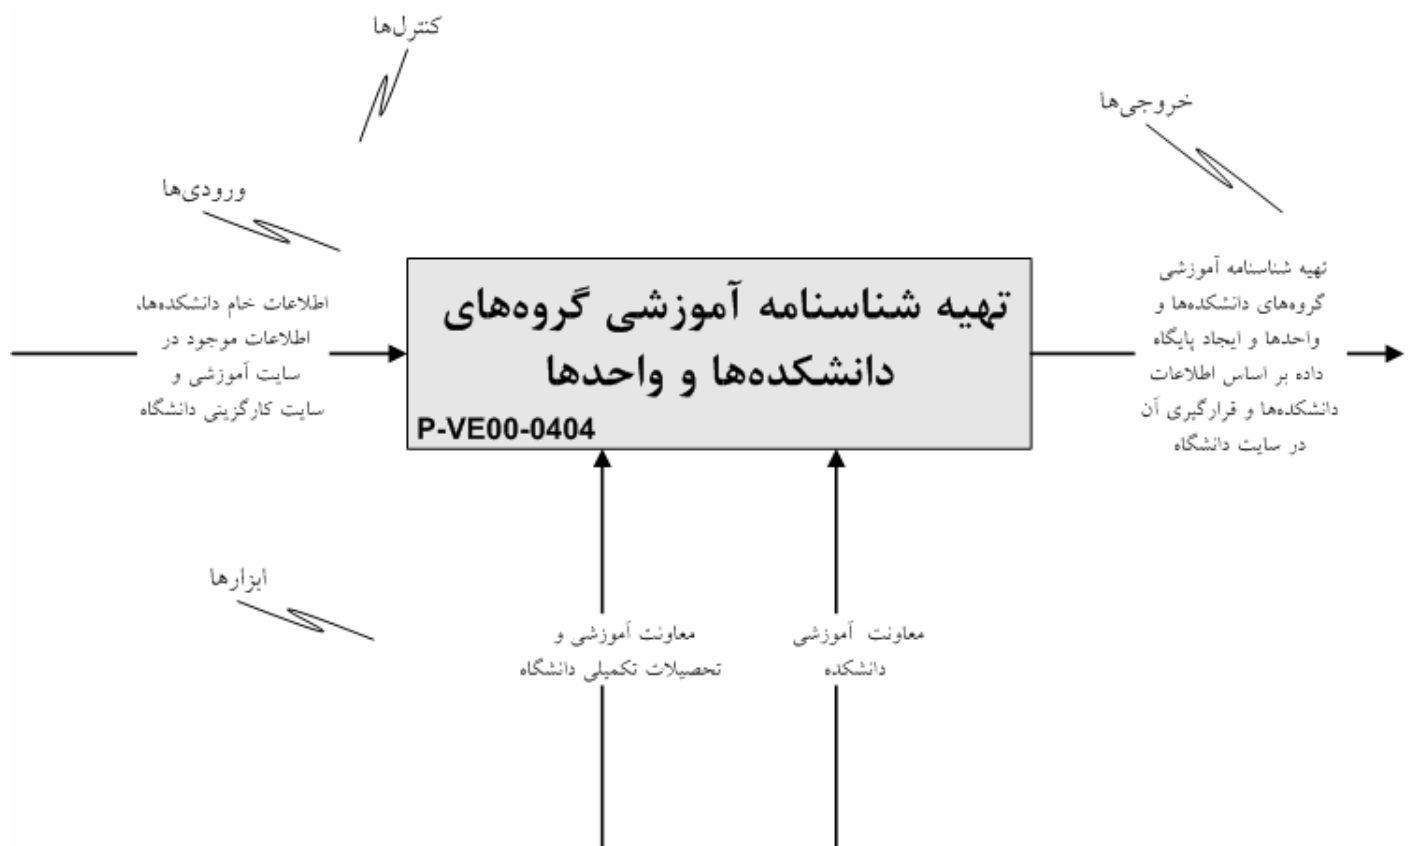 کنترل‌ها
خروجی‌ها
ورودی‌ها
تهیه شناسنامه آموزشی
گروه‌های دانشکده‌ها و
واحدها و ایجاد پایگاه
داده بر اساس اطلاعات
دانشکده‌ها و قرارگیری آن
در سایت دانشگاه
تهیه شناسنامه آموزشی گروه‌های
دانشکده‌ها و واحدها
P-VE00-0404
اطلاعات خام دانشکده‌ها،
اطلاعات موجود در
سایت آموزشی و
سایت کارگزینی دانشگاه
ابزارها
معاونت آموزشی
دانشکده
معاونت آموزشی و
تحصیلات تکمیلی دانشگاه